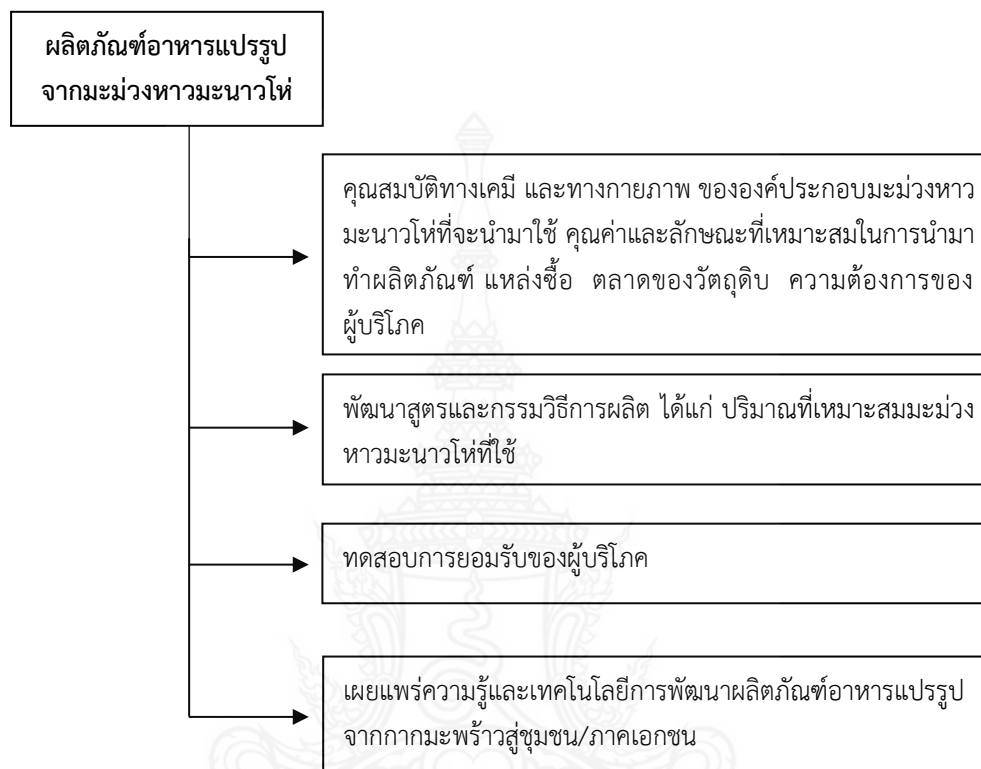 ผลิตภัณฑ์อาหารแปรรูป
จากมะม่วงหาวมะนาวโห่
คุณสมบัติทางเคมี และทางกายภาพ ขององค์ประกอบมะม่วงหาว
มะนาวโห่ที่จะนำมาใช้ คุณค่าและลักษณะที่เหมาะสมในการนำมา
ทำผลิตภัณฑ์ แหล่งซื้อ ตลาดของวัตถุดิบ ความต้องการของ
ผู้บริโภค
พัฒนาสูตรและกรรมวิธีการผลิต ได้แก่ ปริมาณที่เหมาะสมมะม่วง
หาวมะนาวโห่ที่ใช้
ทดสอบการยอมรับของผู้บริโภค
เผยแพร่ความรู้และเทคโนโลยีการพัฒนาผลิตภัณฑ์อาหารแปรรูป
จากกากมะพร้าวสู่ชุมชน/ภาคเอกชน